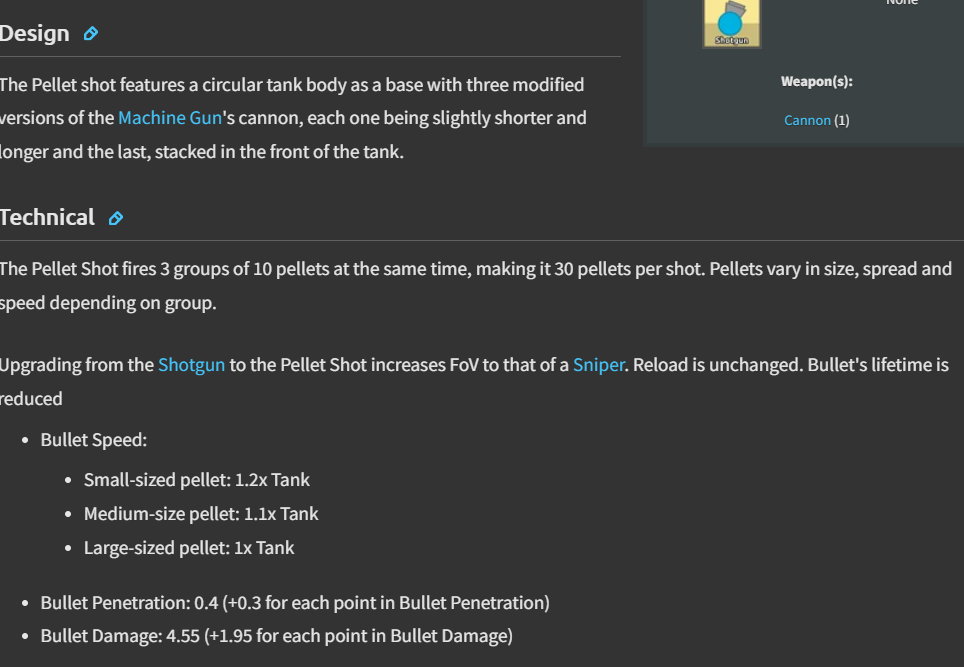 Design
The Pellet shot features a circular tank body as a base with three modified
versions of the Machine Gun's cannon, each one being slightly shorter and
longer and the last, stacked in the front of the tank.
None
Shotgun
Weapon(s):
Cannon (1)
Technical
The Pellet Shot fires 3 groups of 10 pellets at the same time, making it 30 pellets per shot. Pellets vary in size, spread and
speed depending on group.
Upgrading from the Shotgun to the Pellet Shot increases FoV to that of a Sniper. Reload is unchanged. Bullet's lifetime is
reduced
• Bullet Speed:
• Small-sized pellet: 1.2x Tank
• Medium-size pellet: 1.1x Tank
• Large-sized pellet: 1x Tank
• Bullet Penetration: 0.4 (+0.3 for each point in Bullet Penetration)
• Bullet Damage: 4.55 (+1.95 for each point in Bullet Damage)